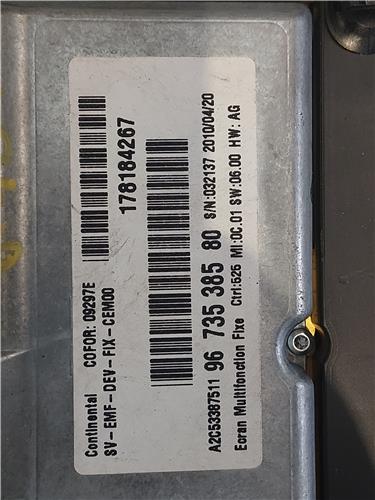 Continental COFOR: 09297E
SV-EMF-DEV-FIX-CEM00
178184267
A2C53387511 96 735 385 80 S/N:032137 2010/04/20
Ecran Multifonction Fixe Ctrl:525 MI:0C.01 SW:06.00 HW: AG